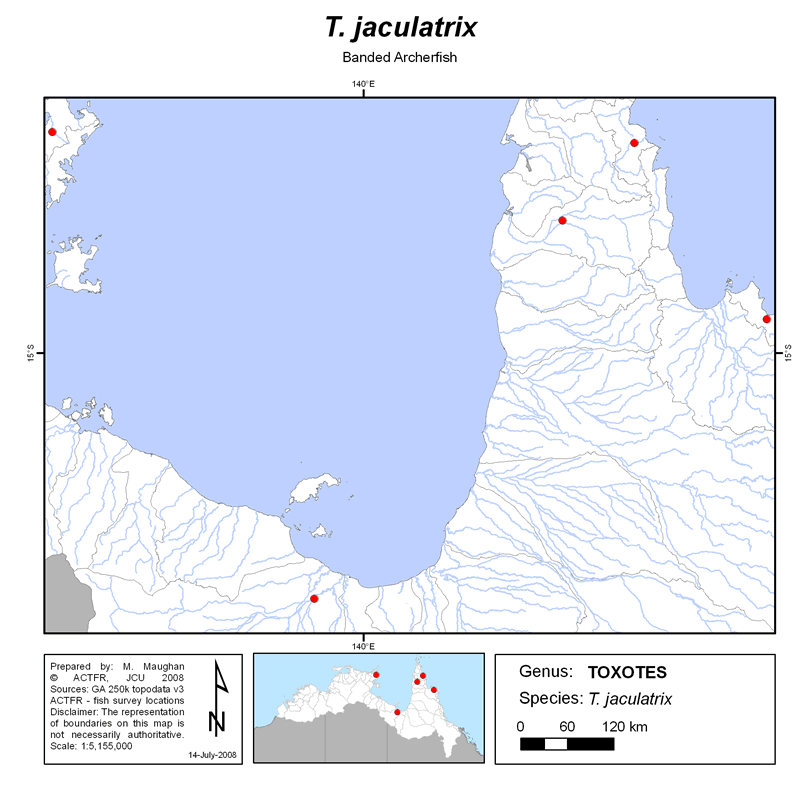 T. jaculatrix
Banded Archerfish
140°E
15°S
15°S
140°E
Prepared by: M. Maughan
© ACTFR, JCU 2008
Sources: GA 250k topodata v3
ACTFR - fish survey locations
Disclaimer: The representation
of boundaries on this map is
not necessarily authoritative.
Scale: 1:5,155,000
N
14-July-2008
Genus: TOXOTES
Species: T. jaculatrix
0 60 120 km